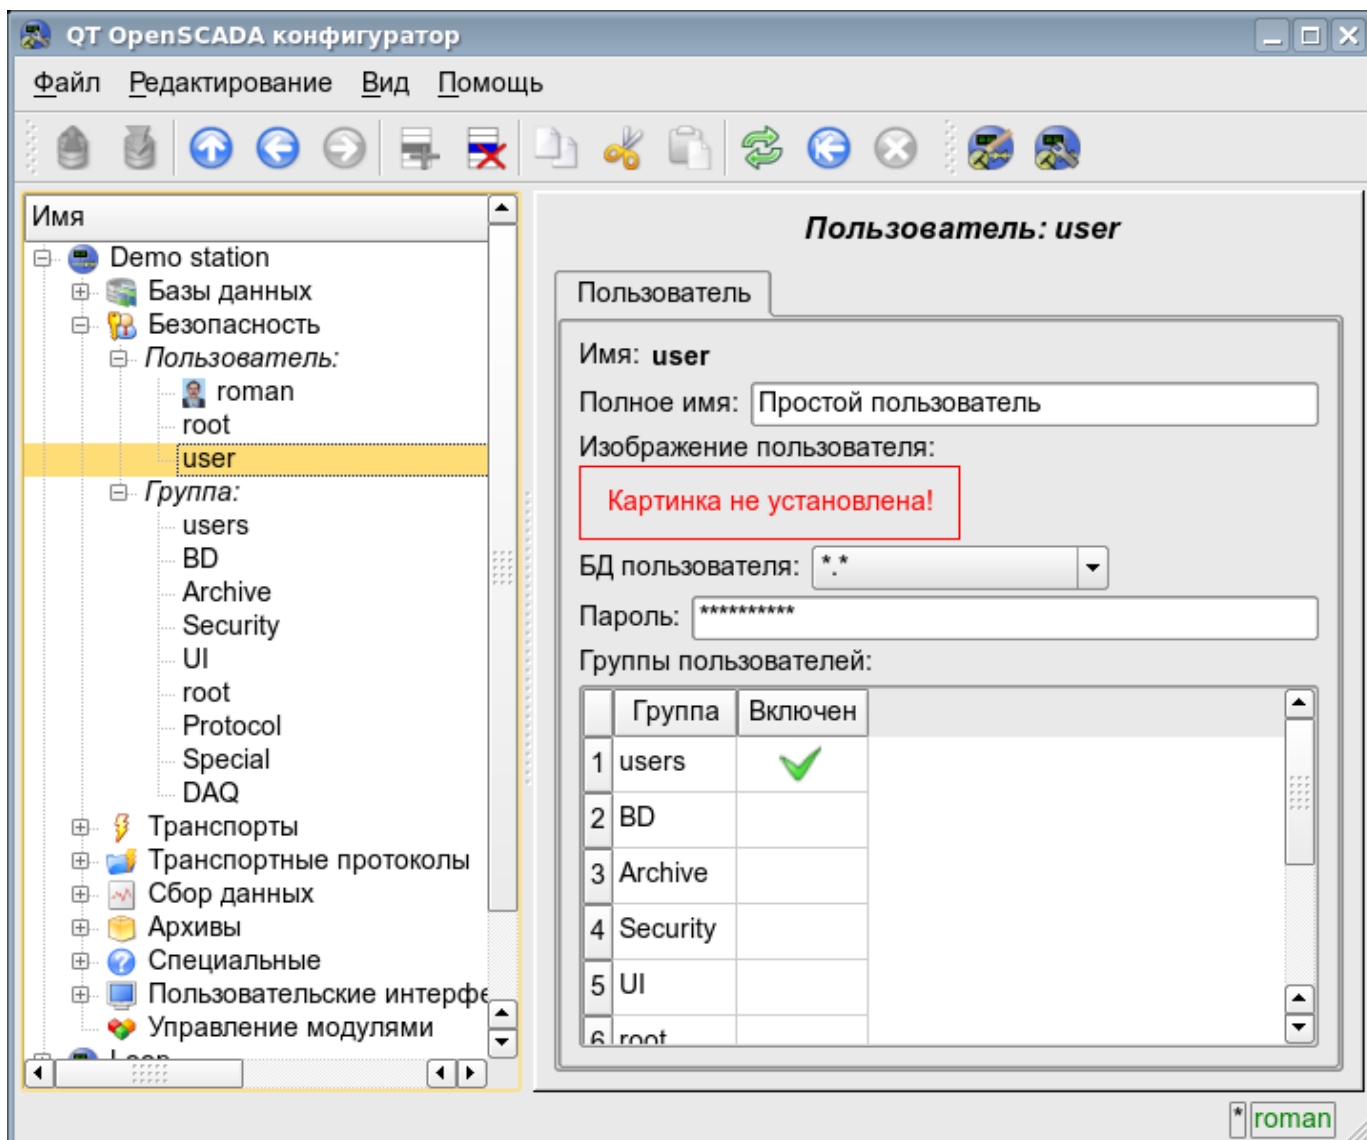 QT OpenSCADA конфигуратор
Файл Редактирование Вид Помощь
Имя
Demo station
Базы данных
Безопасность
Пользователь:
roman
root
user
Группа:
users
BD
Archive
Security
UI
root
Protocol
Special
DAQ
Транспорты
Транспортные протоколы
Сбор данных
Архивы
Специальные
Пользовательские интерфе
Управление модулями
Loop
Пользователь: user
Пользователь
Имя: user
Полное имя: Простой пользователь
Изображение пользователя:
Картинка не установлена!
БД пользователя: *.*
Пароль: **********
Группы пользователей:
Группа Включен
1 users
2 BD
3 Archive
4 Security
5 UI
6 root
* roman